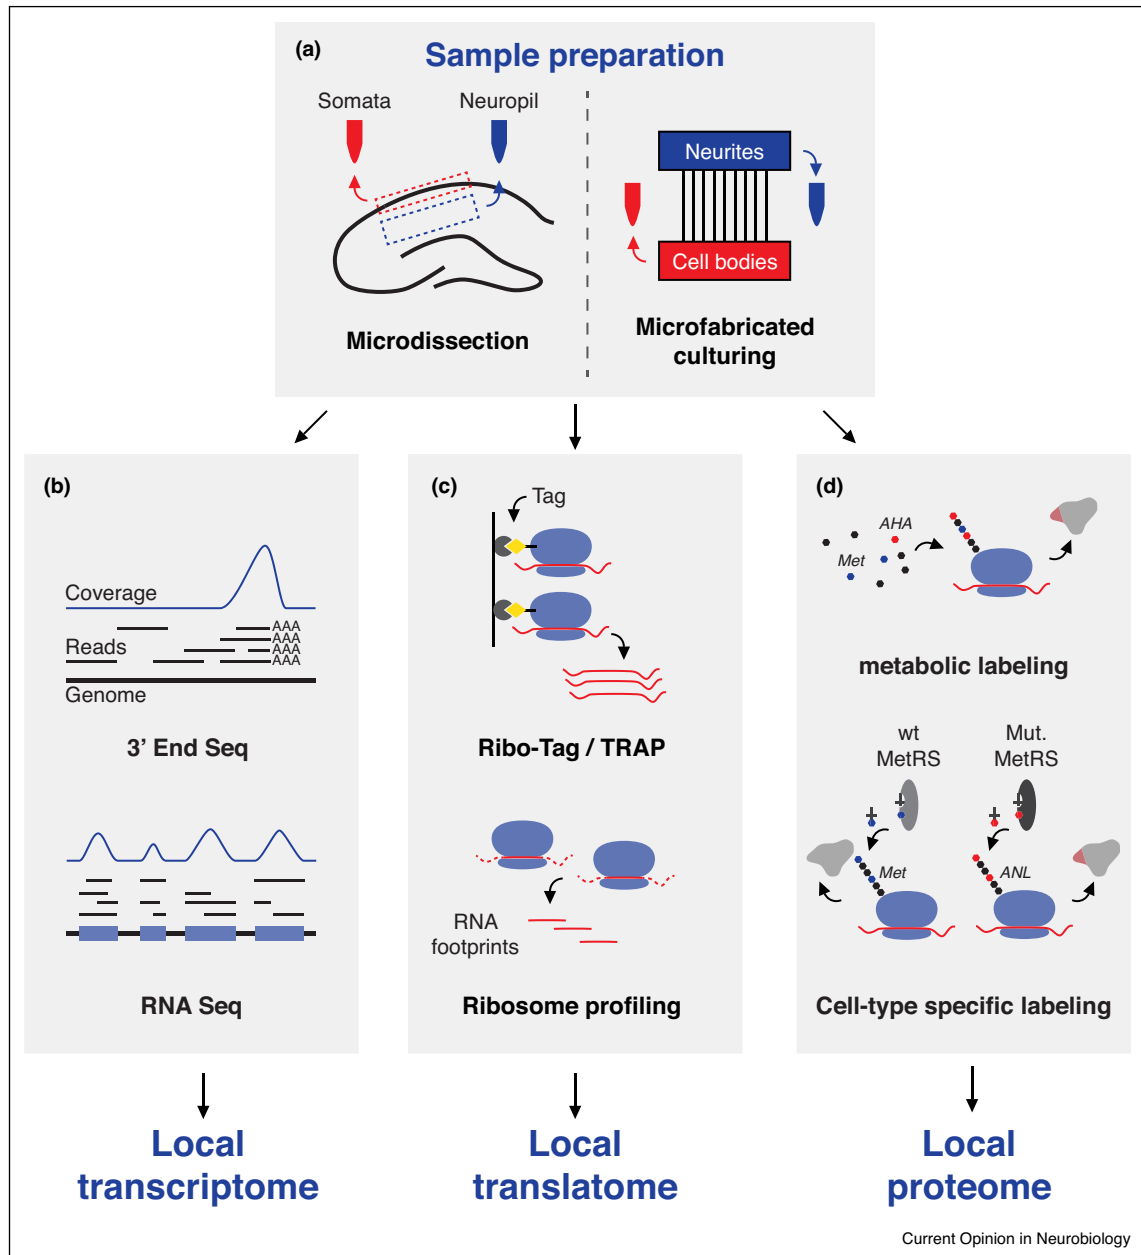 (a)
Sample preparation
Somata
Neuropil
Neurites
Cell bodies
Microdissection
Microfabricated
culturing
(b)
Coverage
Reads
AAA
AAA
AAA
AAA
Genome
3' End Seq
RNA Seq
(c)
Tag
Ribo-Tag / TRAP
RNA
footprints
Ribosome profiling
(d)
AHA
Met
metabolic labeling
wt
MetRS
Mut.
MetRS
Met
ANL
Cell-type specific labeling
Local
transcriptome
Local
translatome
Local
proteome
Current Opinion in Neurobiology